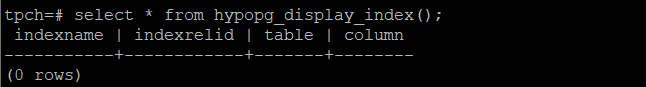 tpch=# select * from hypopg_display_index();
 indexname | indexrelid | table | column
-----------+------------+-------+--------
(0 rows)